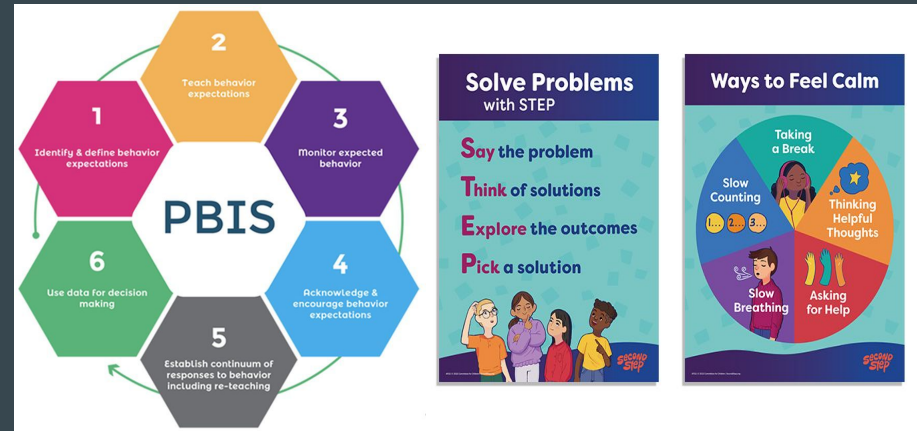 1
Identify & define behavior
expectations
2
Teach behavior
expectations
3
Monitor expected
behavior
4
Acknowledge &
encourage behavior
expectations
5
Establish continuum of
responses to behavior
including re-teaching
6
Use data for decision
making
PBIS
Solve Problems
with STEP
Say the problem
Think of solutions
Explore the outcomes
Pick a solution
SECOND
STEP
Ways to Feel Calm
Taking
a Break
Thinking
Helpful
Thoughts
Asking
for Help
Slow
Breathing
Slow
Counting
1... 2... 3...
SECOND
STEP